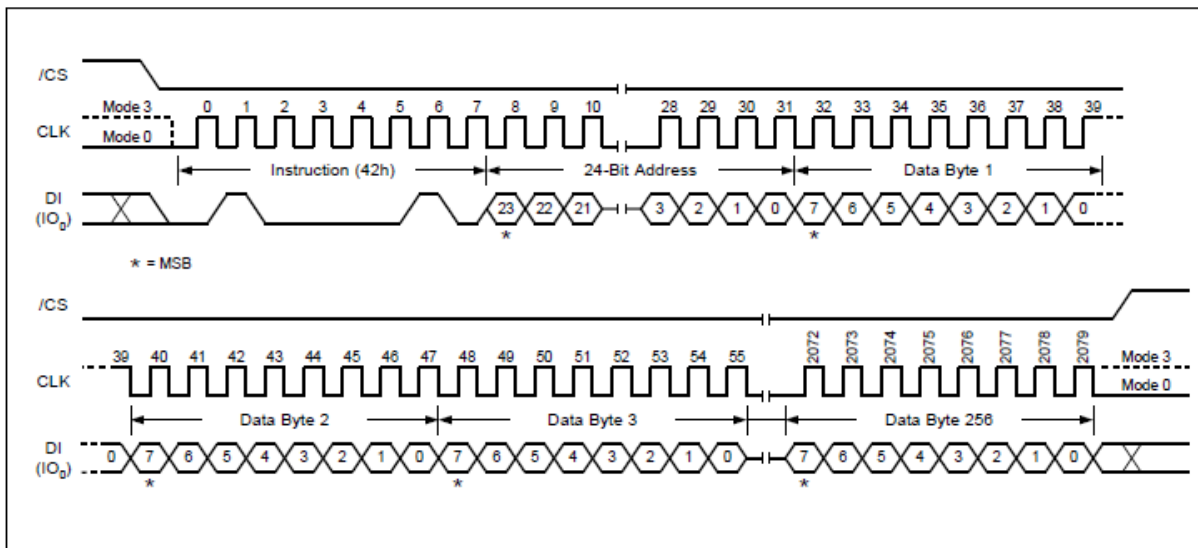 /CS
Mode 3 0 1 2 3 4 5 6 7 8 9 10 28 29 30 31 32 33 34 35 36 37 38 39
CLK Mode 0
Instruction (42h) 24-Bit Address Data Byte 1
DI
(IO0) 23 22 21 3 2 1 0 7 6 5 4 3 2 1 0
* *
* = MSB
/CS
39 40 41 42 43 44 45 46 47 48 49 50 51 52 53 54 55 2072 2073 2074 2075 2076 2077 2078 2079 Mode 3
CLK Mode 0
Data Byte 2 Data Byte 3 Data Byte 256
DI
(IO0) 0 7 6 5 4 3 2 1 0 7 6 5 4 3 2 1 0 7 6 5 4 3 2 1 0
* * *